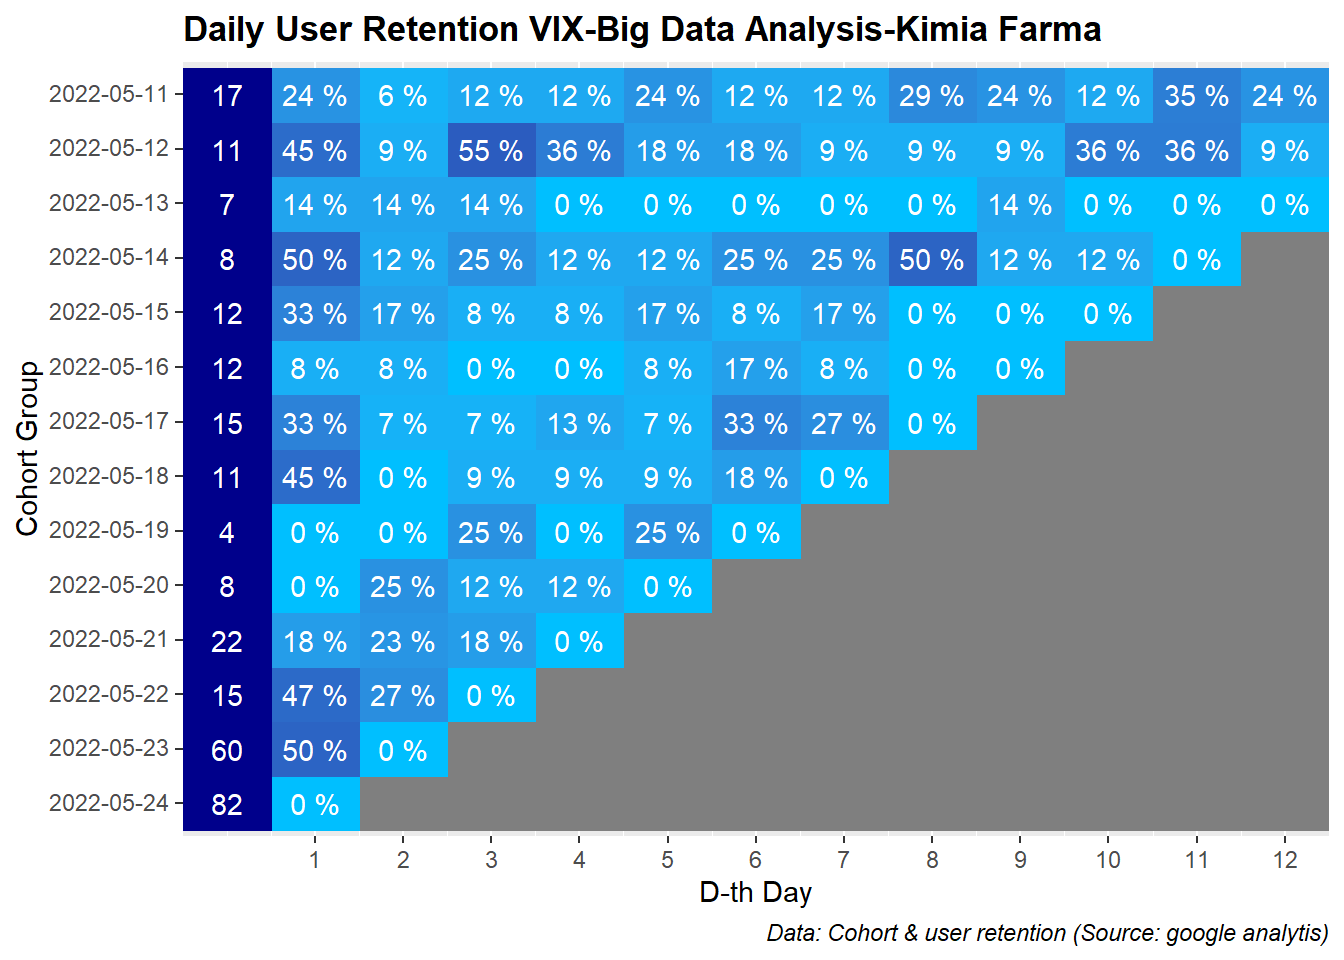 Daily User Retention VIX-Big Data Analysis-Kimia Farma
Cohort Group
2022-05-11 17 24 % 6 % 12 % 12 % 24 % 12 % 12 % 29 % 24 % 12 % 35 % 24 %
2022-05-12 11 45 % 9 % 55 % 36 % 18 % 18 % 9 % 9 % 9 % 36 % 36 % 9 %
2022-05-13 7 14 % 14 % 14 % 0 % 0 % 0 % 0 % 0 % 14 % 0 % 0 % 0 %
2022-05-14 8 50 % 12 % 25 % 12 % 12 % 25 % 25 % 50 % 12 % 12 % 0 %
2022-05-15 12 33 % 17 % 8 % 8 % 17 % 8 % 17 % 0 % 0 % 0 %
2022-05-16 12 8 % 8 % 0 % 0 % 8 % 17 % 8 % 0 % 0 %
2022-05-17 15 33 % 7 % 7 % 13 % 7 % 33 % 27 % 0 %
2022-05-18 11 45 % 0 % 9 % 9 % 9 % 18 % 0 %
2022-05-19 4 0 % 0 % 25 % 0 % 25 % 0 %
2022-05-20 8 0 % 25 % 12 % 12 % 0 %
2022-05-21 22 18 % 23 % 18 % 0 %
2022-05-22 15 47 % 27 % 0 %
2022-05-23 60 50 % 0 %
2022-05-24 82 0 %
1 2 3 4 5 6 7 8 9 10 11 12
D-th Day
Data: Cohort & user retention (Source: google analytis)